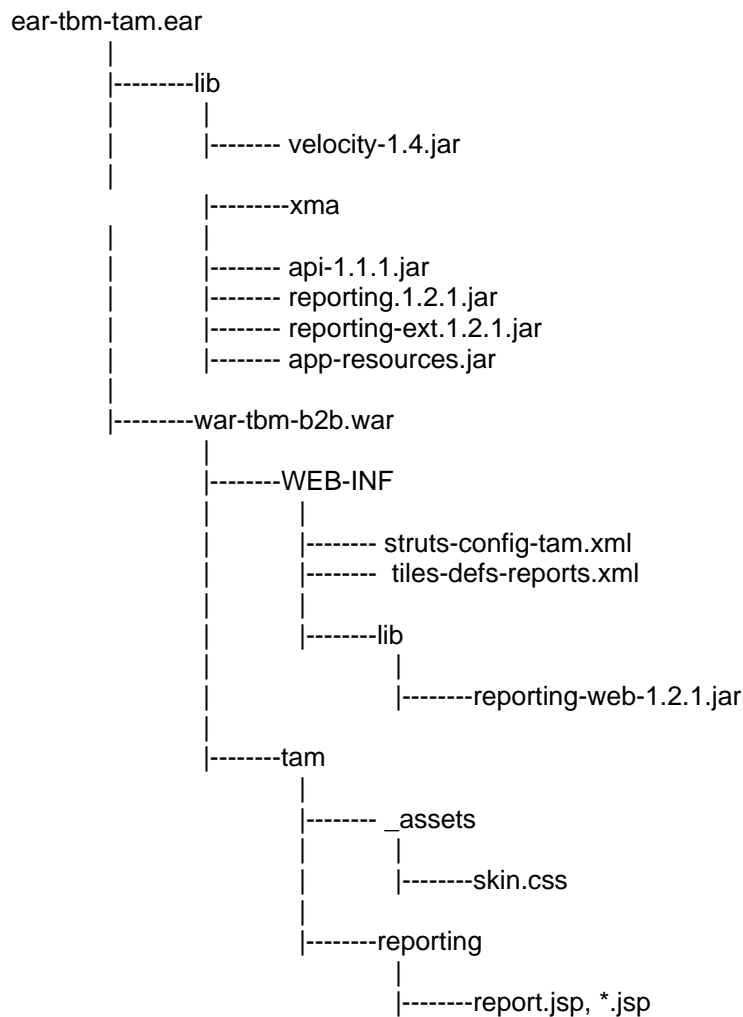 ear-tbm-tam.ear
|
|---------lib
| |
| |-------- velocity-1.4.jar
|
|---------xma
| |
| |-------- api-1.1.1.jar
| |-------- reporting.1.2.1.jar
| |-------- reporting-ext.1.2.1.jar
| |-------- app-resources.jar
|
|---------war-tbm-b2b.war
|
|--------WEB-INF
| |
| |-------- struts-config-tam.xml
| |-------- tiles-defs-reports.xml
| |
| |--------lib
| |
| |--------reporting-web-1.2.1.jar
|
|--------tam
|
|-------- _assets
| |
| |--------skin.css
|
|--------reporting
|
|--------report.jsp, *.jsp